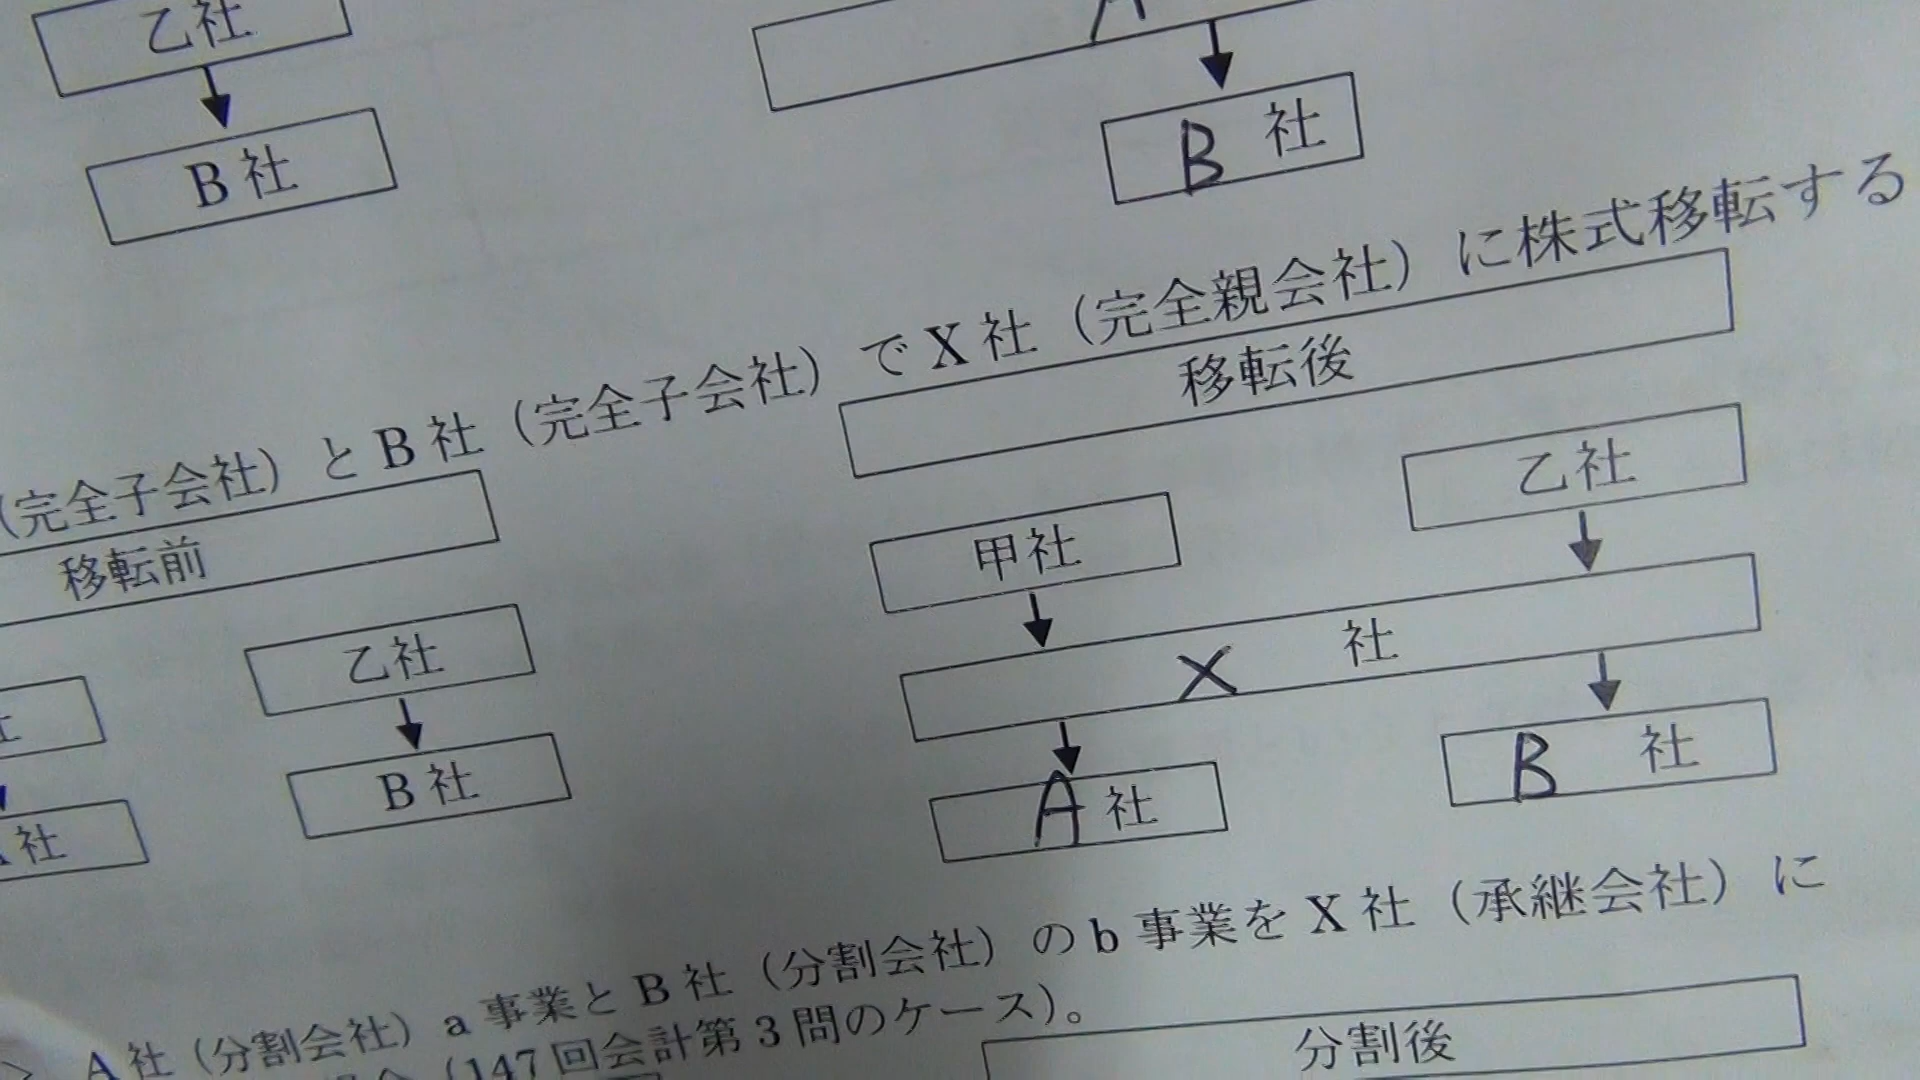 乙社
A
B社
B 社
(完全子会社)とB社(完全子会社)でX社(完全親会社)に株式移転する
移転前
移転後
乙社
甲社
乙社
社
X 社
B社
社
A社
B 社
A社(分割会社)a事業とB社(分割会社)のb事業をX社(承継会社)に
(147回会計第3問のケース)。
分割後